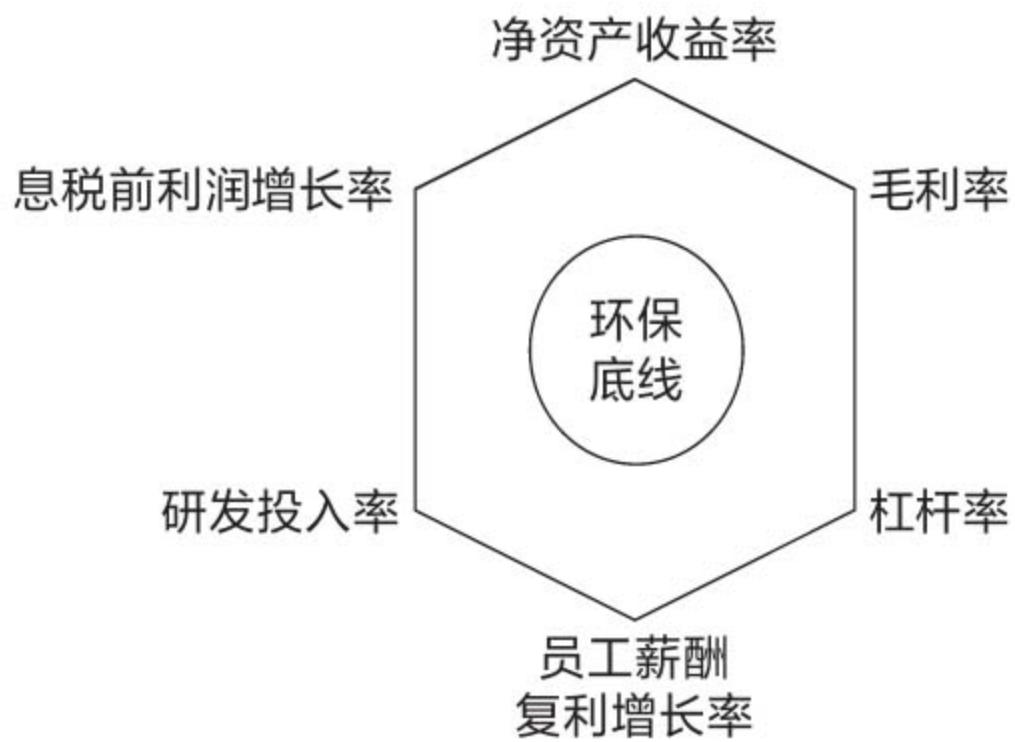 净资产收益率
息税前利润增长率
毛利率
环保
底线
研发投入率
杠杆率
员工薪酬
复利增长率